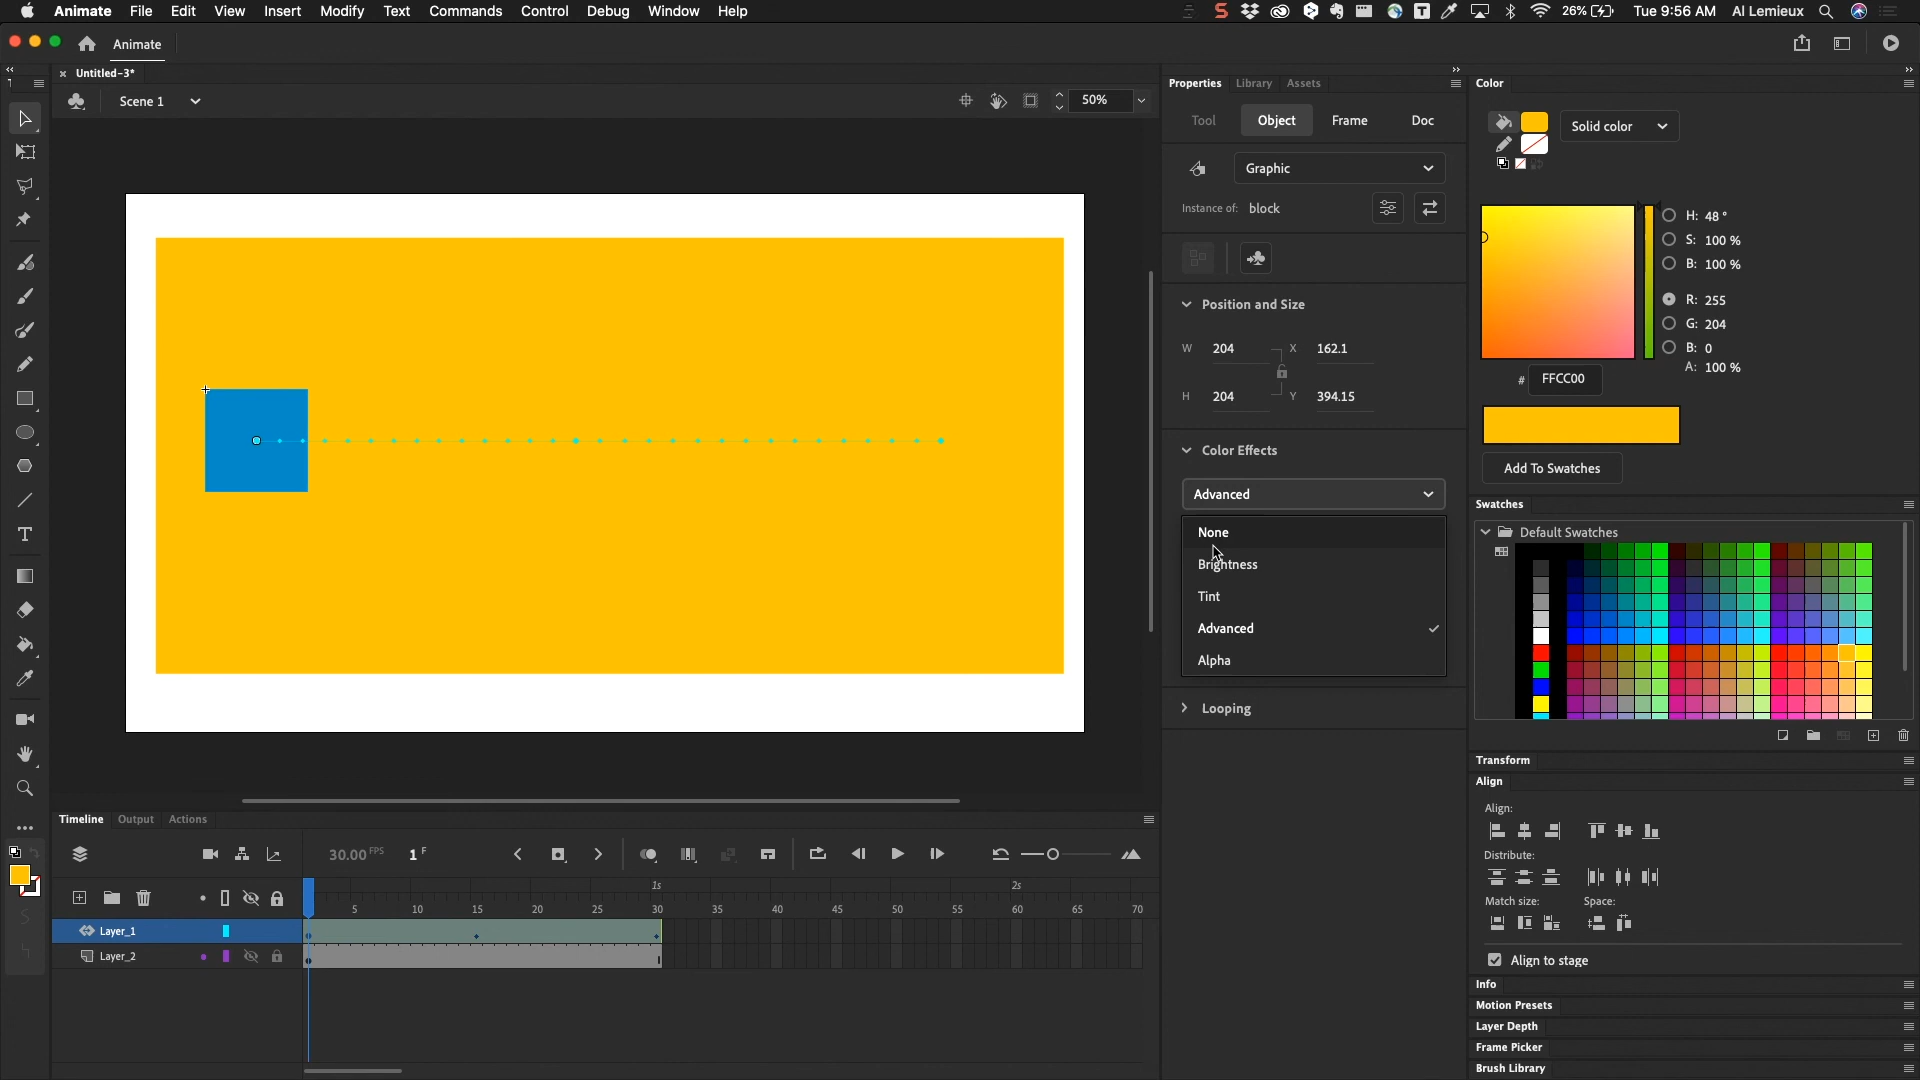 Animate File Edit View Insert Modify Text Commands Control Debug Window Help 26% Tue 9:56 AM Al Lemieux
Animate
Untitled-3*
Scene 1
50%
Properties Library Assets
Tool Object Frame Doc
Graphic
Instance of: block
Position and Size
W 204 X 162.1
H 204 Y 394.15
Color Effects
Advanced
None
Brightness
Tint
Advanced
Alpha
Looping
Color
Solid color
H: 48 °
S: 100 %
B: 100 %
R: 255
G: 204
B: 0
A: 100 %
# FFCC00
Add To Swatches
Swatches
Default Swatches
Transform
Align
Align:
Distribute:
Match size: Space:
Align to stage
Info
Motion Presets
Layer Depth
Frame Picker
Brush Library
Timeline Output Actions
30.00 FPS 1 F
1s 2s
5 10 15 20 25 30 35 40 45 50 55 60 65 70
Layer_1
Layer_2